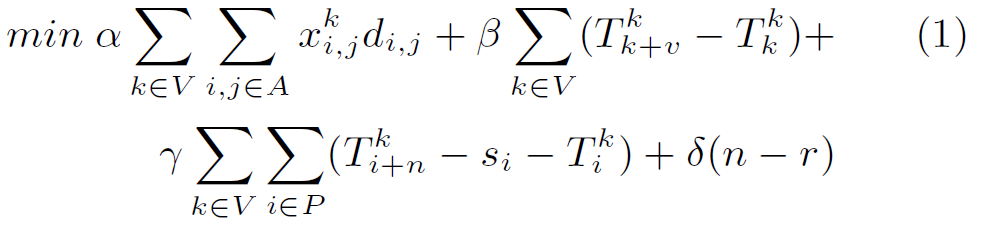 min α ∑_{k∈V} ∑_{i,j∈A} x^k_{i,j} d_{i,j} + β ∑_{k∈V} (T^k_{k+v} − T^k_k)+ (1)
γ ∑_{k∈V} ∑_{i∈P} (T^k_{i+n} − s_i − T^k_i) + δ(n − r)